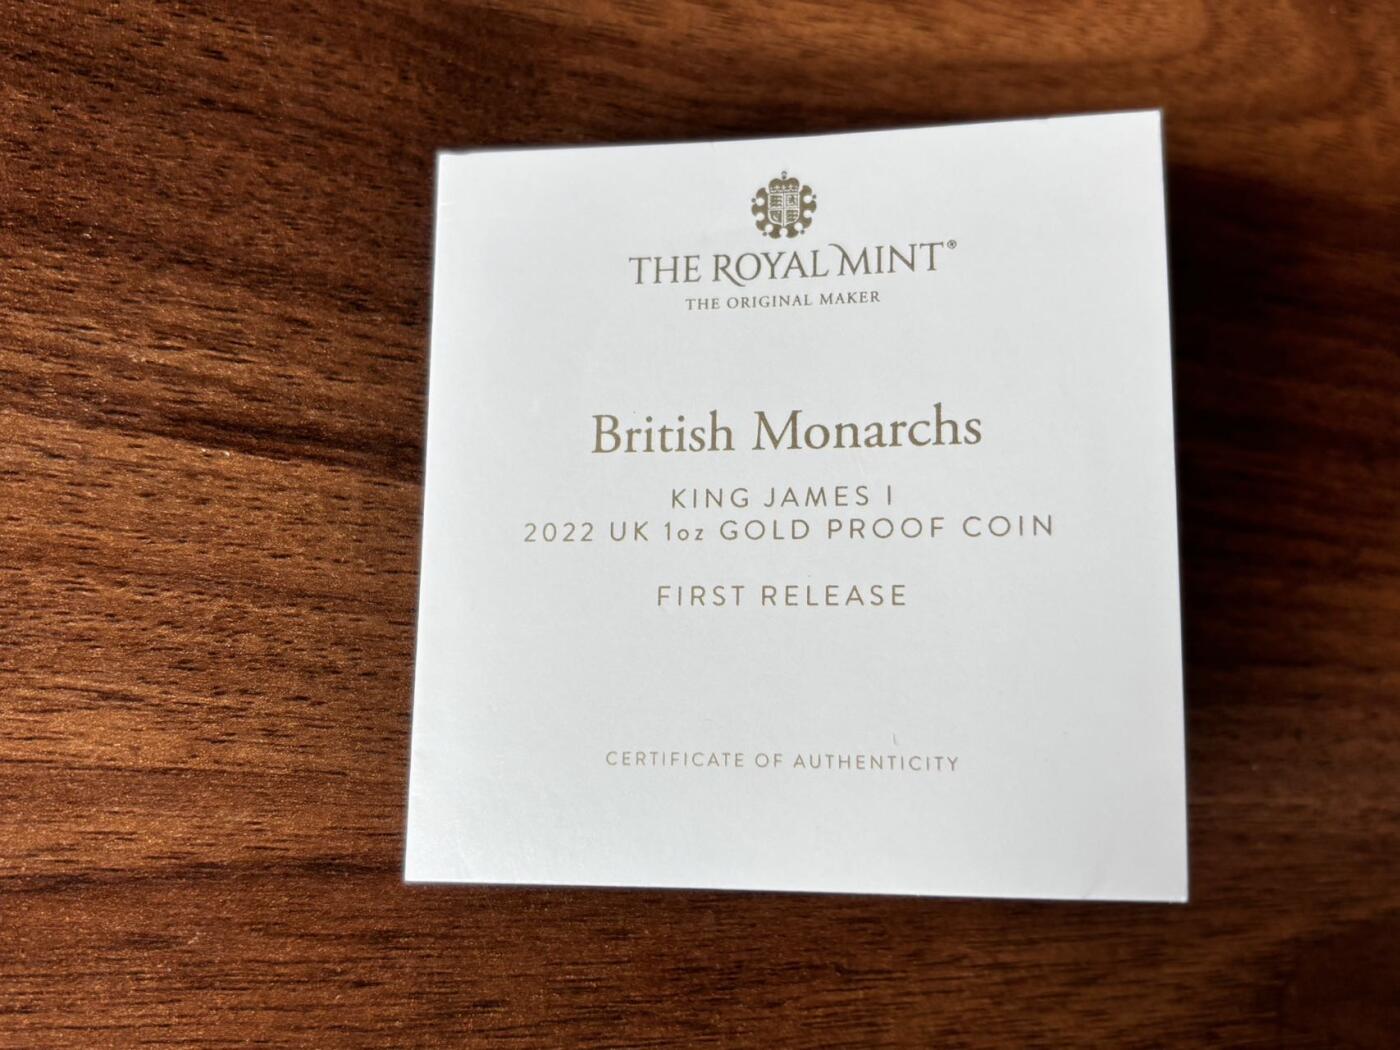 THE ROYAL MINT®
THE ORIGINAL MAKER
British Monarchs
KING JAMES I
2022 UK 1oz GOLD PROOF COIN
FIRST RELEASE
CERTIFICATE OF AUTHENTICITY